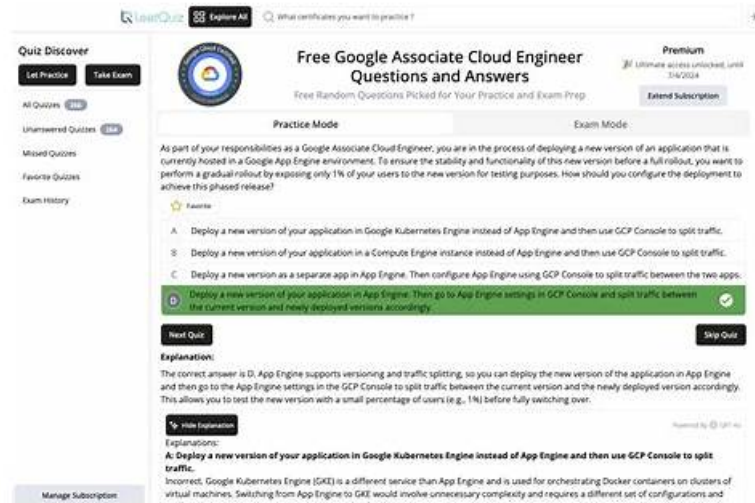 LeetQuiz
Explore All
What certificates you want to practice ?
Quiz Discover
Let Practice
Take Exam
All Quizzes
Unanswered Quizzes
Missed Quizzes
Favorite Quizzes
Exam History
Manage Subscription
Google Cloud Certified
Free Google Associate Cloud Engineer
Questions and Answers
Free Random Questions Picked for Your Practice and Exam Prep
Premium
Ultimate access unlocked, until
7/4/2024
Extend Subscription
Practice Mode
Exam Mode
As part of your responsibilities as a Google Associate Cloud Engineer, you are in the process of deploying a new version of an application that is
currently hosted in a Google App Engine environment. To ensure the stability and functionality of this new version before a full rollout, you want to
perform a gradual rollout by exposing only 1% of your users to the new version for testing purposes. How should you configure the deployment to
achieve this phased release?
Favorite
A Deploy a new version of your application in Google Kubernetes Engine instead of App Engine and then use GCP Console to split traffic.
B Deploy a new version of your application in a Compute Engine instance instead of App Engine and then use GCP Console to split traffic.
C Deploy a new version as a separate app in App Engine. Then configure App Engine using GCP Console to split traffic between the two apps.
D Deploy a new version of your application in App Engine. Then go to App Engine settings in GCP Console and split traffic between
the current version and newly deployed versions accordingly.
Next Quiz
Skip Quiz
Explanation:
The correct answer is D. App Engine supports versioning and traffic splitting, so you can deploy the new version of the application in App Engine
and then go to the App Engine settings in the GCP Console to split traffic between the current version and the newly deployed version accordingly.
This allows you to test the new version with a small percentage of users (e.g., 1%) before fully switching over.
Hide Explanation
Powered By GPT-4o
Explanations:
A: Deploy a new version of your application in Google Kubernetes Engine instead of App Engine and then use GCP Console to split
traffic.
Incorrect. Google Kubernetes Engine (GKE) is a different service than App Engine and is used for orchestrating Docker containers on clusters of
virtual machines. Switching from App Engine to GKE would involve unnecessary complexity and requires a different set of configurations and